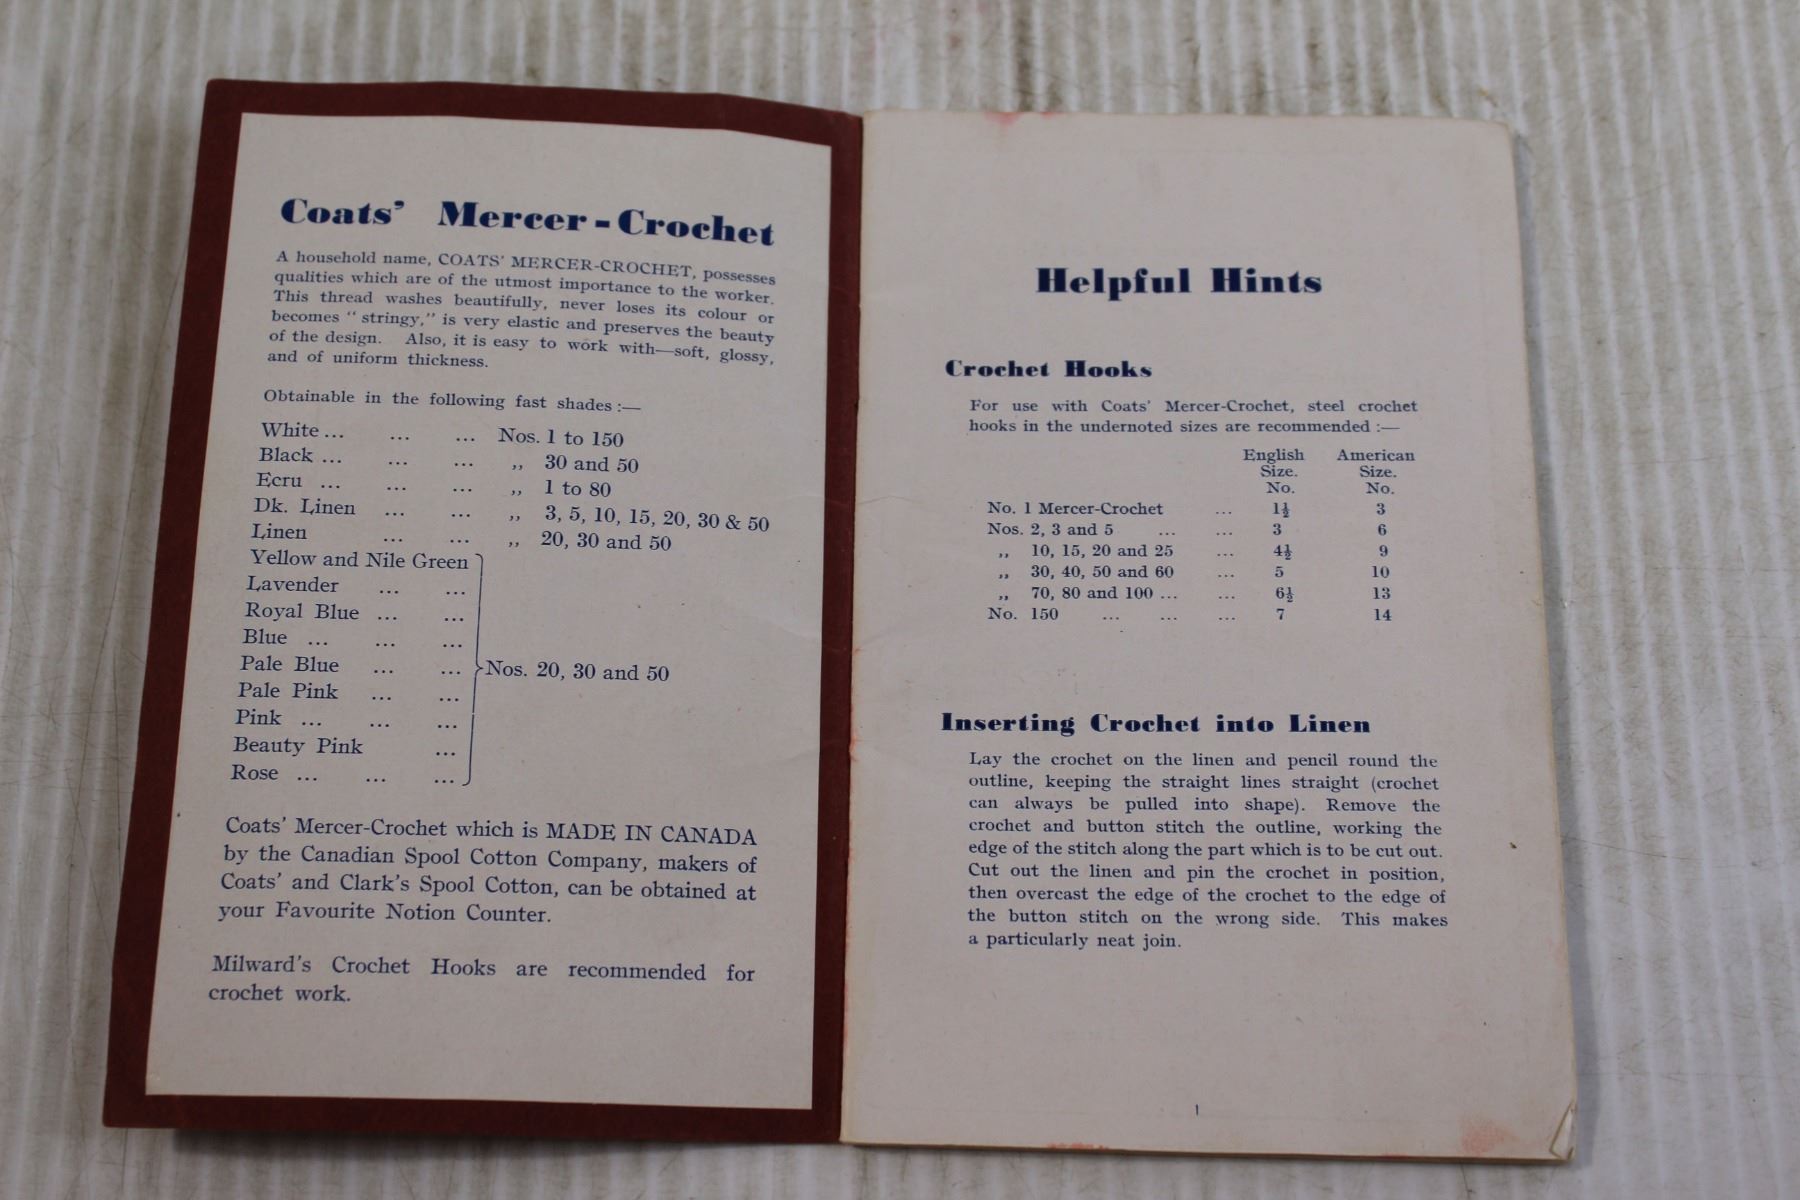 Coats' Mercer-Crochet
A household name, COATS' MERCER-CROCHET, possesses
qualities which are of the utmost importance to the worker.
This thread washes beautifully, never loses its colour or
becomes "stringy," is very elastic and preserves the beauty
of the design. Also, it is easy to work with—soft, glossy,
and of uniform thickness.
Obtainable in the following fast shades :—
White ... ... ... Nos. 1 to 150
Black ... ... ... ,, 30 and 50
Ecru ... ... ... ,, 1 to 80
Dk. Linen ... ... ,, 3, 5, 10, 15, 20, 30 & 50
Linen ... ... ,, 20, 30 and 50
Yellow and Nile Green
Lavender ... ...
Royal Blue ... ...
Blue ... ... ...
Pale Blue ... ... Nos. 20, 30 and 50
Pale Pink ... ...
Pink ... ... ...
Beauty Pink ...
Rose ... ... ...
Coats' Mercer-Crochet which is MADE IN CANADA
by the Canadian Spool Cotton Company, makers of
Coats' and Clark's Spool Cotton, can be obtained at
your Favourite Notion Counter.
Milward's Crochet Hooks are recommended for
crochet work.
Helpful Hints
Crochet Hooks
For use with Coats' Mercer-Crochet, steel crochet
hooks in the undernoted sizes are recommended :—
English American
Size. Size.
No. No.
No. 1 Mercer-Crochet ... 1½ 3
Nos. 2, 3 and 5 ... ... 3 6
,, 10, 15, 20 and 25 ... 4½ 9
,, 30, 40, 50 and 60 ... 5 10
,, 70, 80 and 100 ... ... 6½ 13
No. 150 ... ... ... 7 14
Inserting Crochet into Linen
Lay the crochet on the linen and pencil round the
outline, keeping the straight lines straight (crochet
can always be pulled into shape). Remove the
crochet and button stitch the outline, working the
edge of the stitch along the part which is to be cut out.
Cut out the linen and pin the crochet in position,
then overcast the edge of the crochet to the edge of
the button stitch on the wrong side. This makes
a particularly neat join.
1